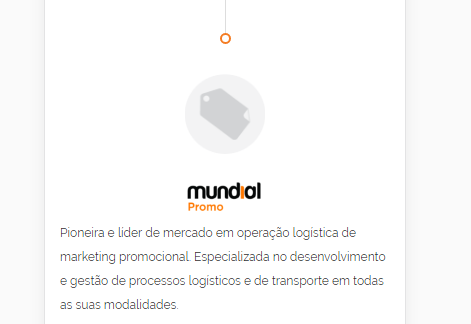 mundial
Promo
Pioneira e lider de mercado em operação logística de
marketing promocional. Especializada no desenvolvimento
e gestão de processos logísticos e de transporte em todas
as suas modalidades.